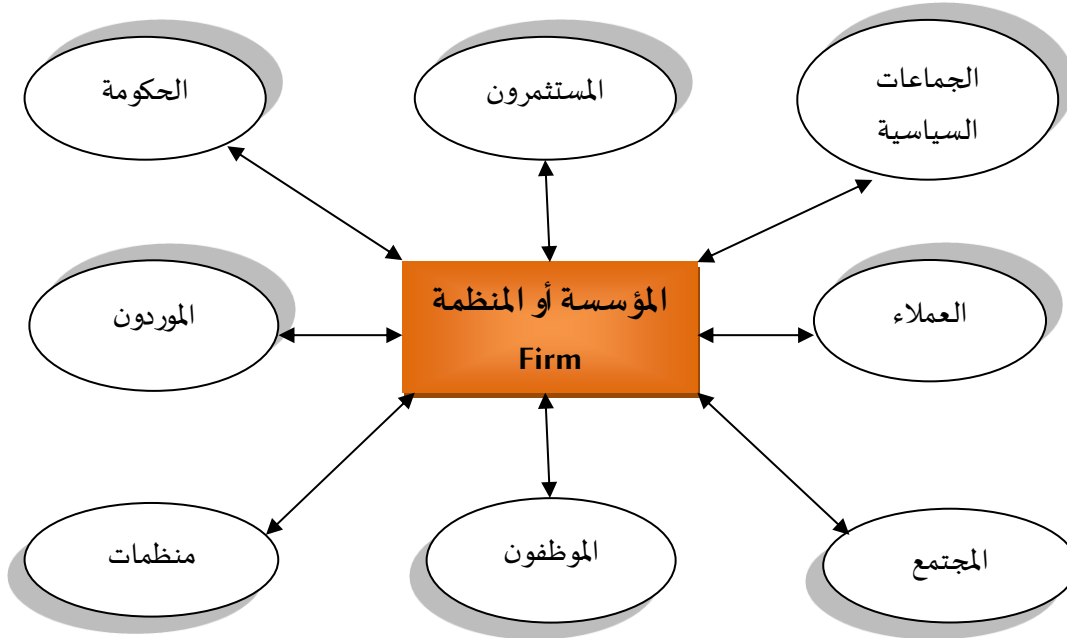 الجماعات
السياسية
المستثمرون
الحكومة
العملاء
المؤسسة أو المنظمة
Firm
الموردون
المجتمع
الموظفون
منظمات